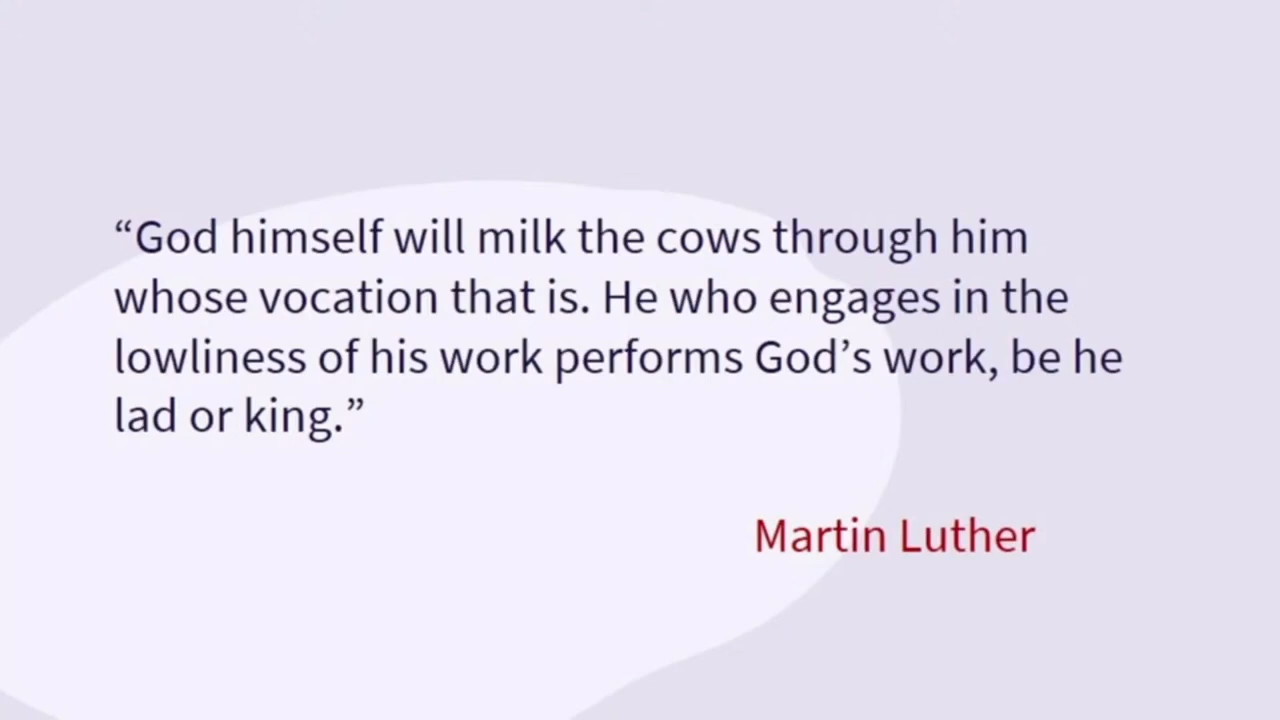 “God himself will milk the cows through him
whose vocation that is. He who engages in the
lowliness of his work performs God’s work, be he
lad or king.”
Martin Luther